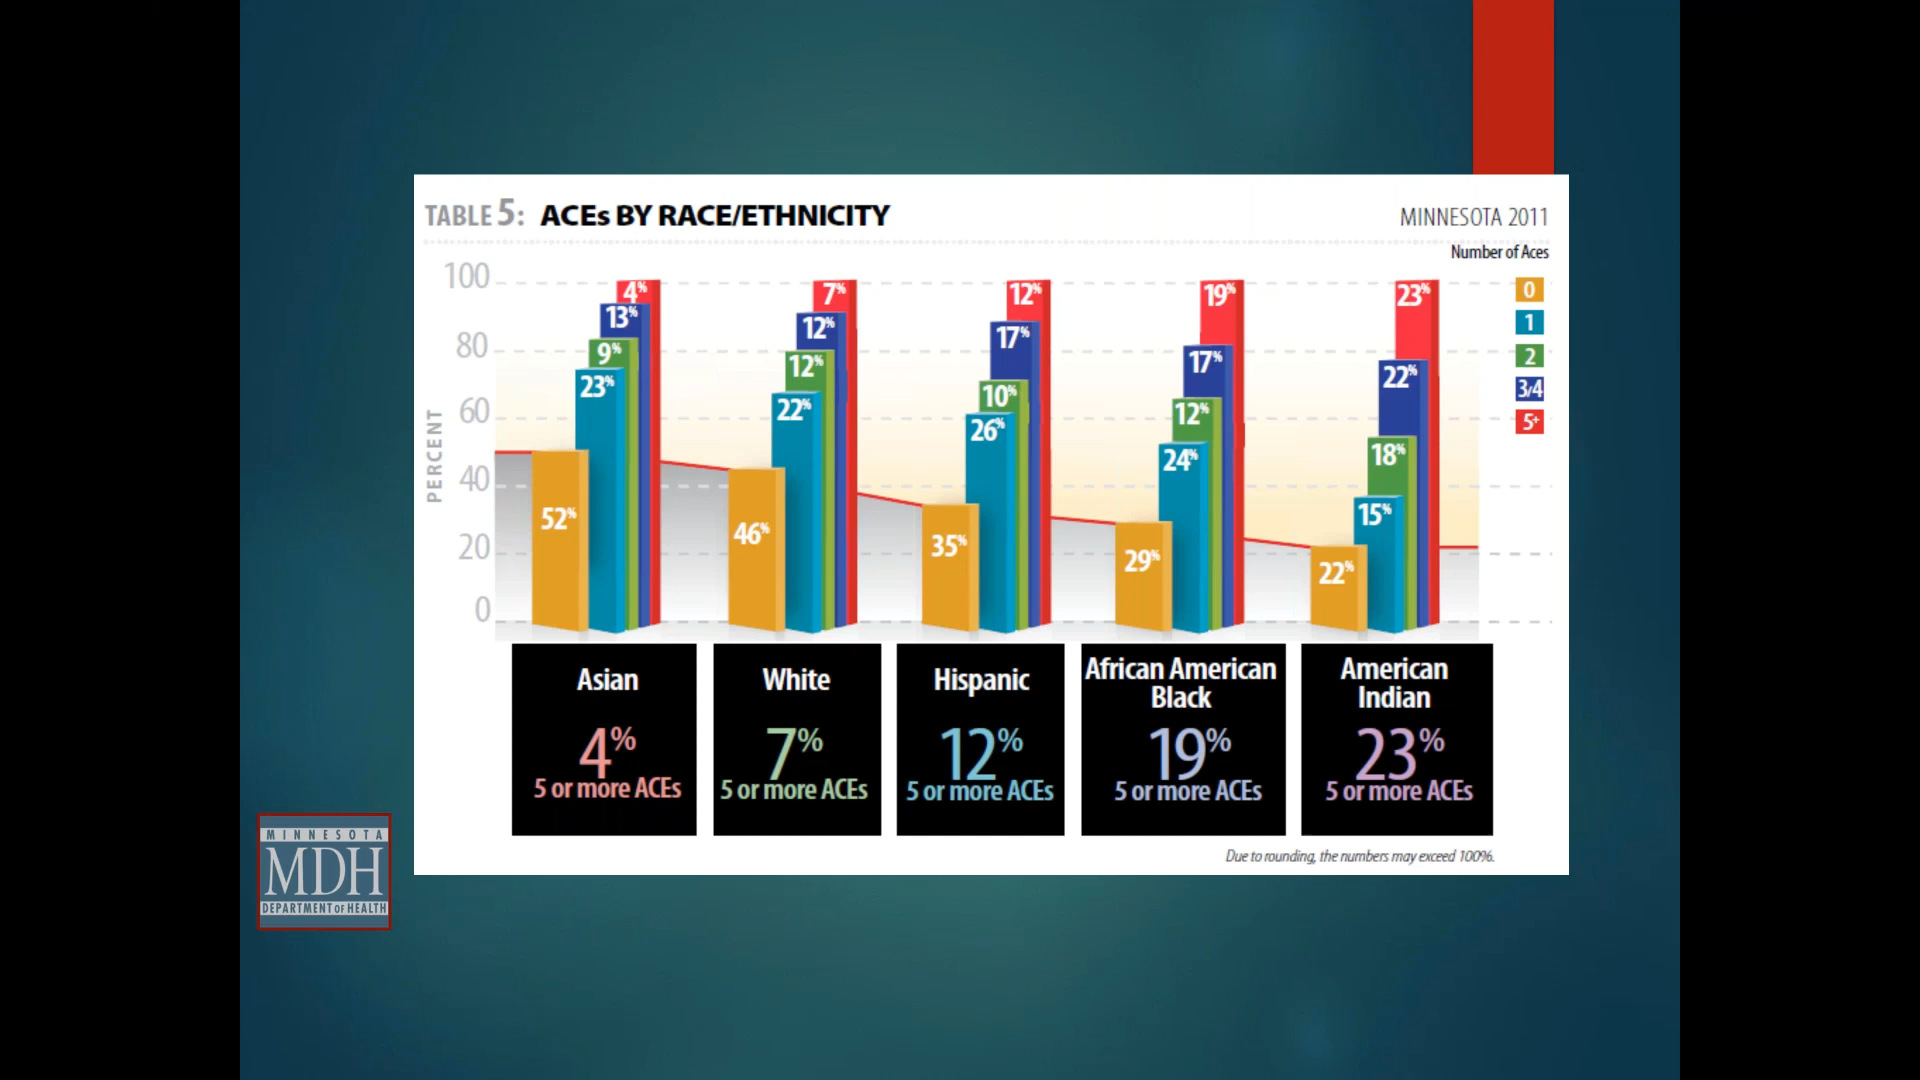 TABLE 5: ACEs BY RACE/ETHNICITY
MINNESOTA 2011
Number of Aces
0
1
2
3/4
5+
PERCENT
100
80
60
40
20
0
52%
23%
9%
13%
4%
46%
22%
12%
12%
7%
35%
26%
10%
17%
12%
29%
24%
12%
17%
19%
22%
15%
18%
22%
23%
Asian
4%
5 or more ACEs
White
7%
5 or more ACEs
Hispanic
12%
5 or more ACEs
African American
Black
19%
5 or more ACEs
American
Indian
23%
5 or more ACEs
Due to rounding, the numbers may exceed 100%.
MINNESOTA
MDH
DEPARTMENT OF HEALTH